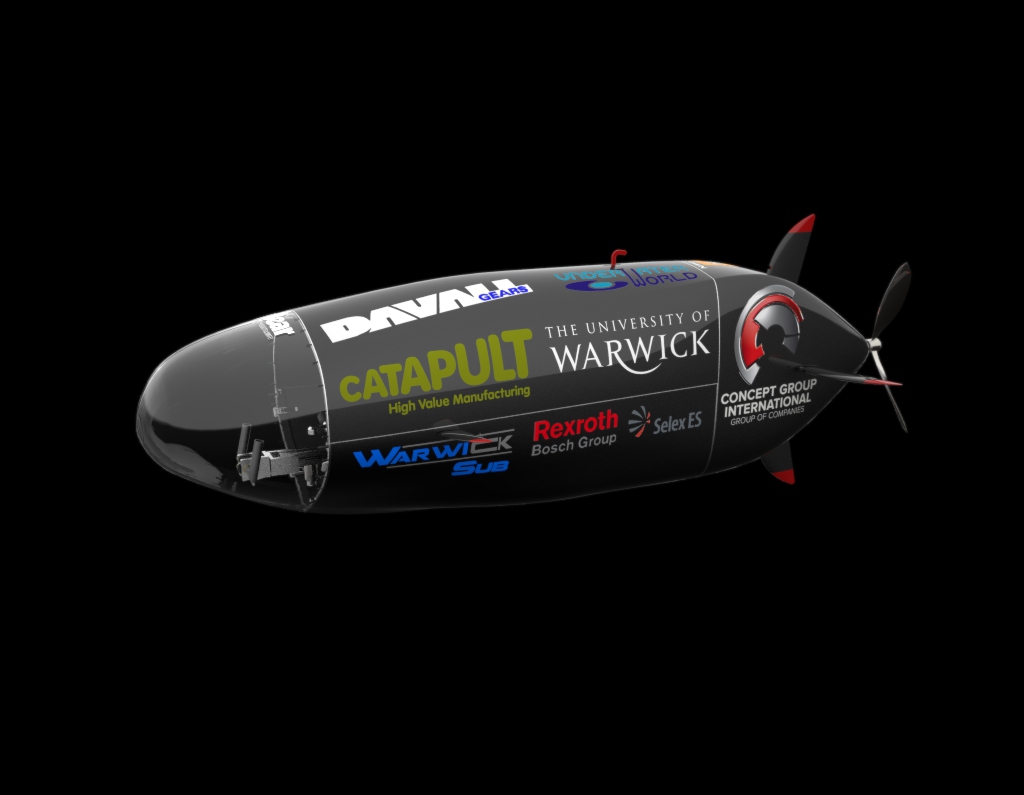 DAVALL
GEARS
UNDERWATER
WORLD
CATAPULT
High Value Manufacturing
THE UNIVERSITY OF
WARWICK
WARWICK
SUB
Rexroth
Bosch Group
Selex ES
CONCEPT GROUP
INTERNATIONAL
GROUP OF COMPANIES